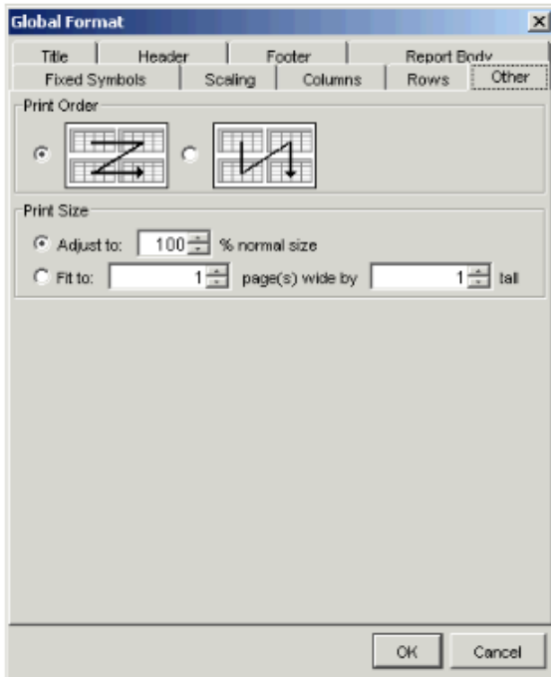 Global Format
Title Header Footer Report Body
Fixed Symbols Scaling Columns Rows Other
Print Order
Print Size
Adjust to: 100 % normal size
Fit to: 1 page(s) wide by 1 tall
OK Cancel